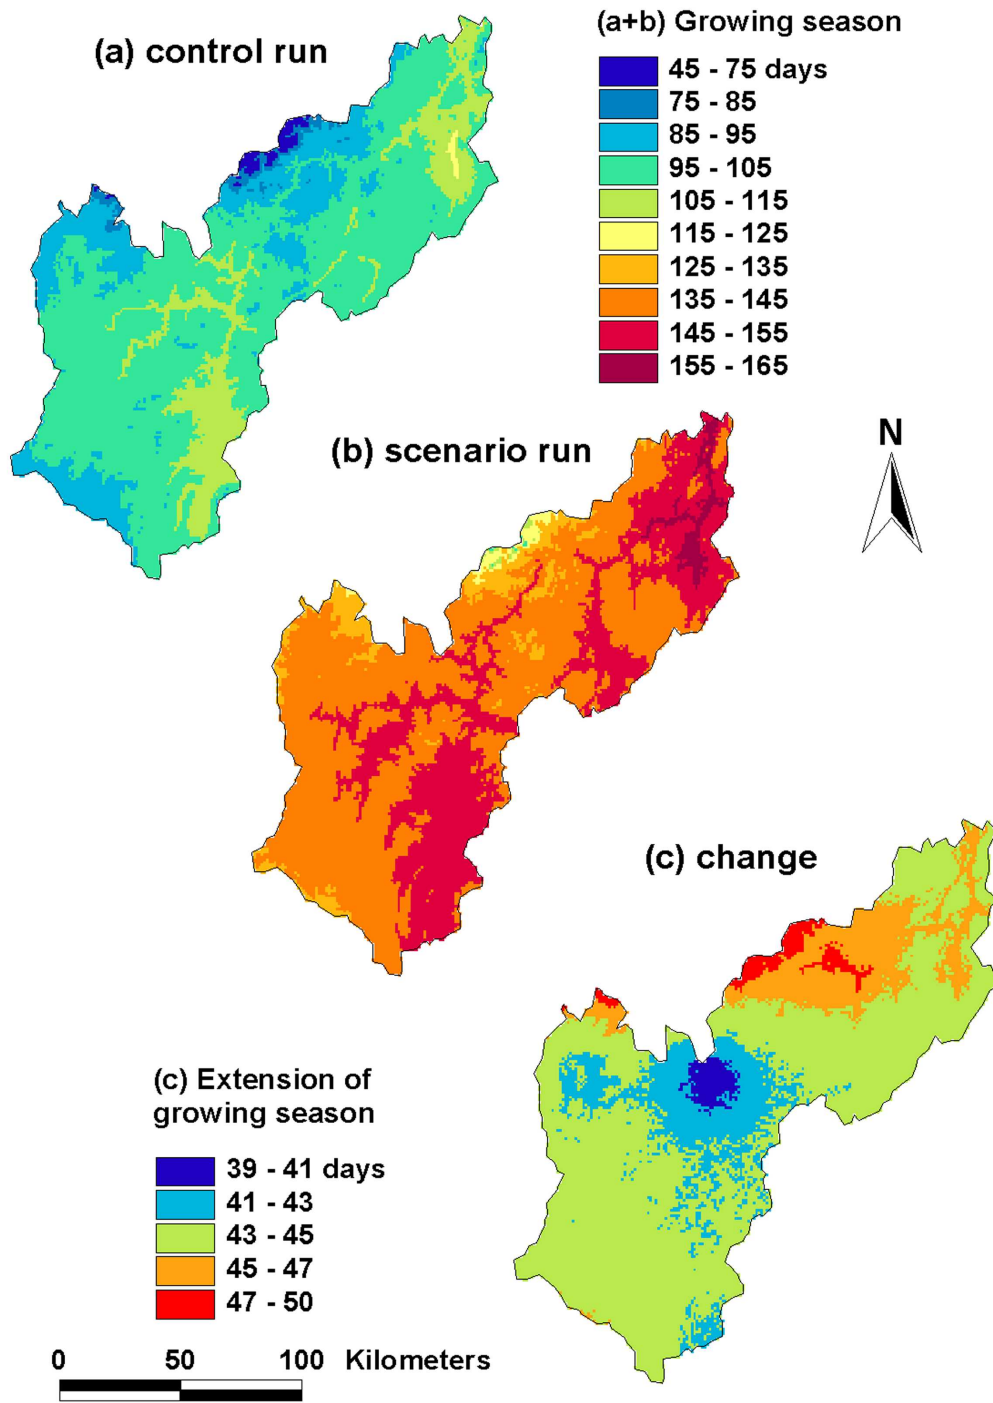 (a) control run
(a+b) Growing season
45 - 75 days
75 - 85
85 - 95
95 - 105
105 - 115
115 - 125
125 - 135
135 - 145
145 - 155
155 - 165
(b) scenario run
N
(c) change
(c) Extension of
growing season
39 - 41 days
41 - 43
43 - 45
45 - 47
47 - 50
0 50 100 Kilometers